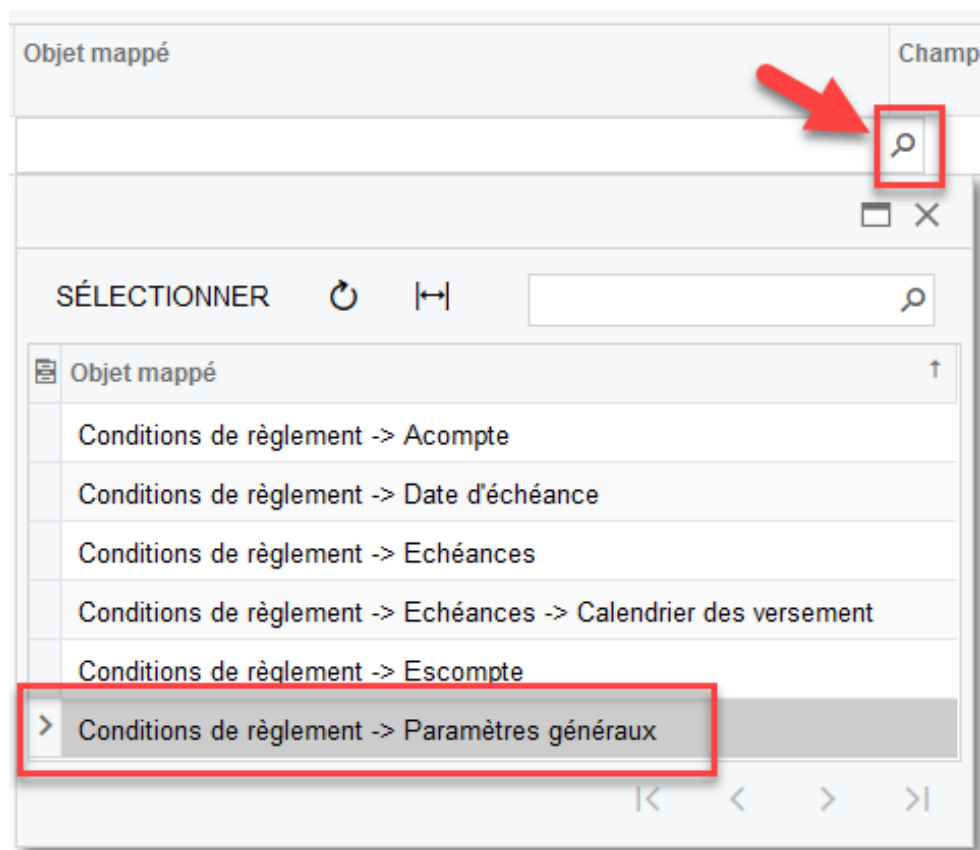 Objet mappé Champ
SÉLECTIONNER
Objet mappé
Conditions de règlement -> Acompte
Conditions de règlement -> Date d'échéance
Conditions de règlement -> Echéances
Conditions de règlement -> Echéances -> Calendrier des versement
Conditions de règlement -> Escompte
Conditions de règlement -> Paramètres généraux